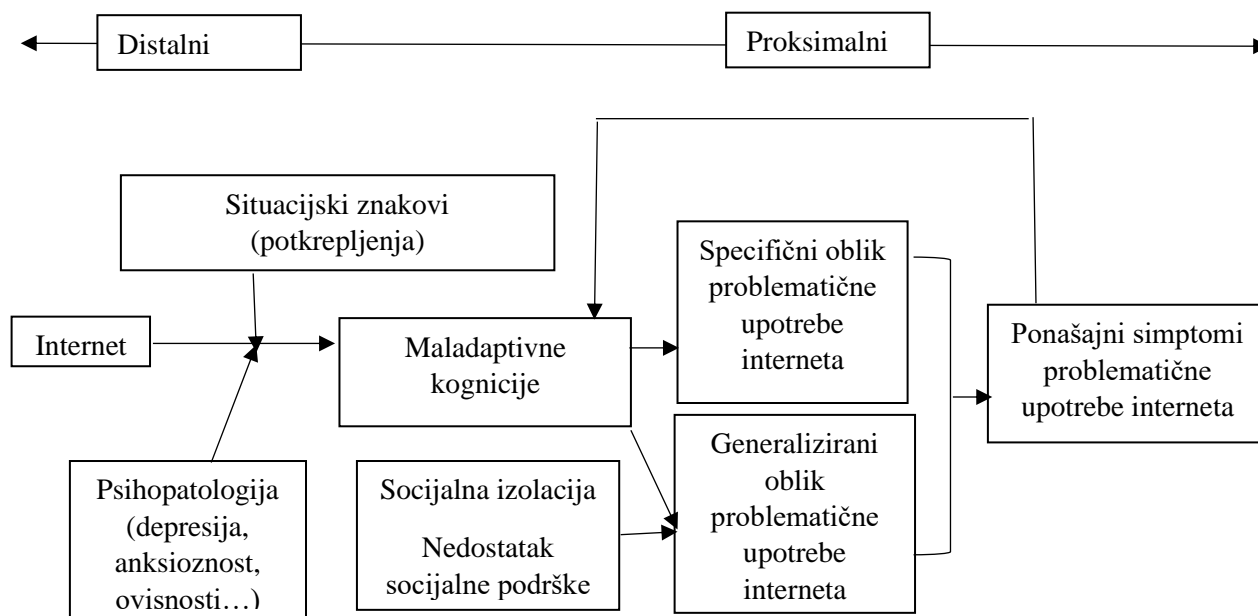 Distalni
Proksimalni
Situacijski znakovi
(potkrepljenja)
Internet
Maladaptivne
kognicije
Specifični oblik
problematične
upotrebe
interneta
Ponašajni simptomi
problematične
upotrebe interneta
Psihopatologija
(depresija,
anksioznost,
ovisnosti…)
Socijalna izolacija
Nedostatak
socijalne podrške
Generalizirani
oblik
problematične
upotrebe
interneta